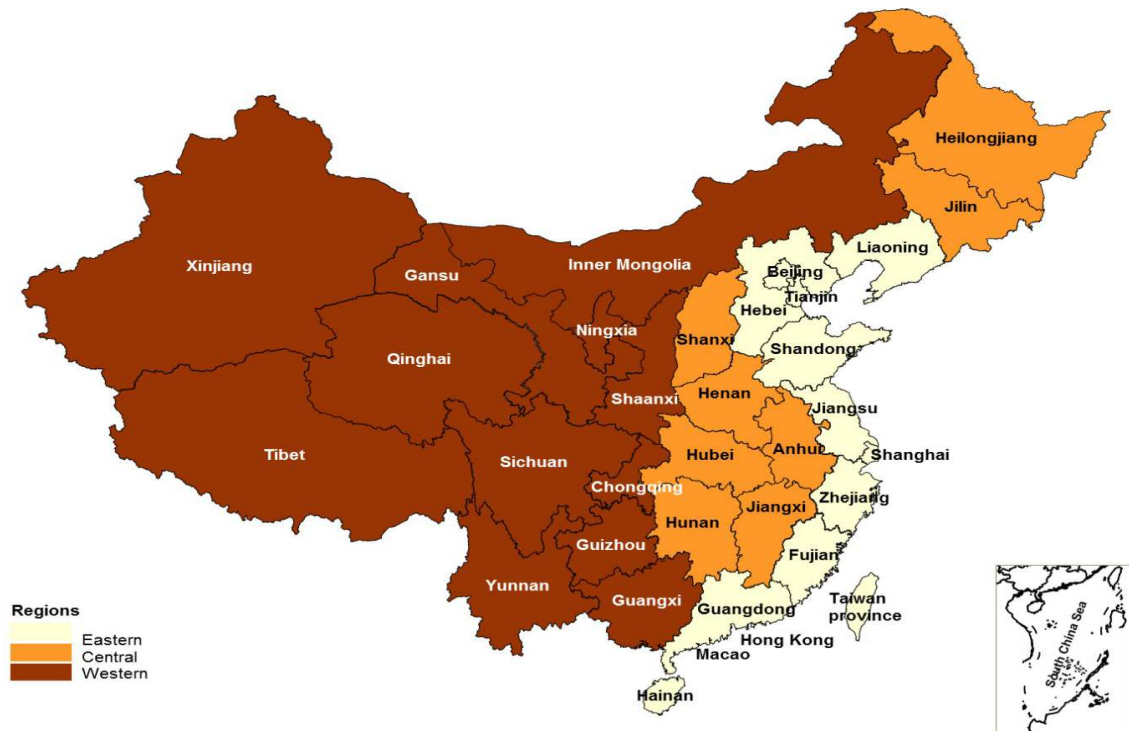 Heilongjiang
Jilin
Liaoning
Xinjiang
Gansu
Inner Mongolia
Beijing
Tianjin
Hebei
Ningxia
Shanxi
Shandong
Qinghai
Henan
Shaanxi
Jiangsu
Tibet
Sichuan
Hubei
Anhui
Shanghai
Chongqing
Zhejiang
Hunan
Jiangxi
Guizhou
Fujian
Yunnan
Guangxi
Guangdong
Taiwan
province
Hong Kong
Macao
Hainan
Regions
Eastern
Central
Western
South China Sea